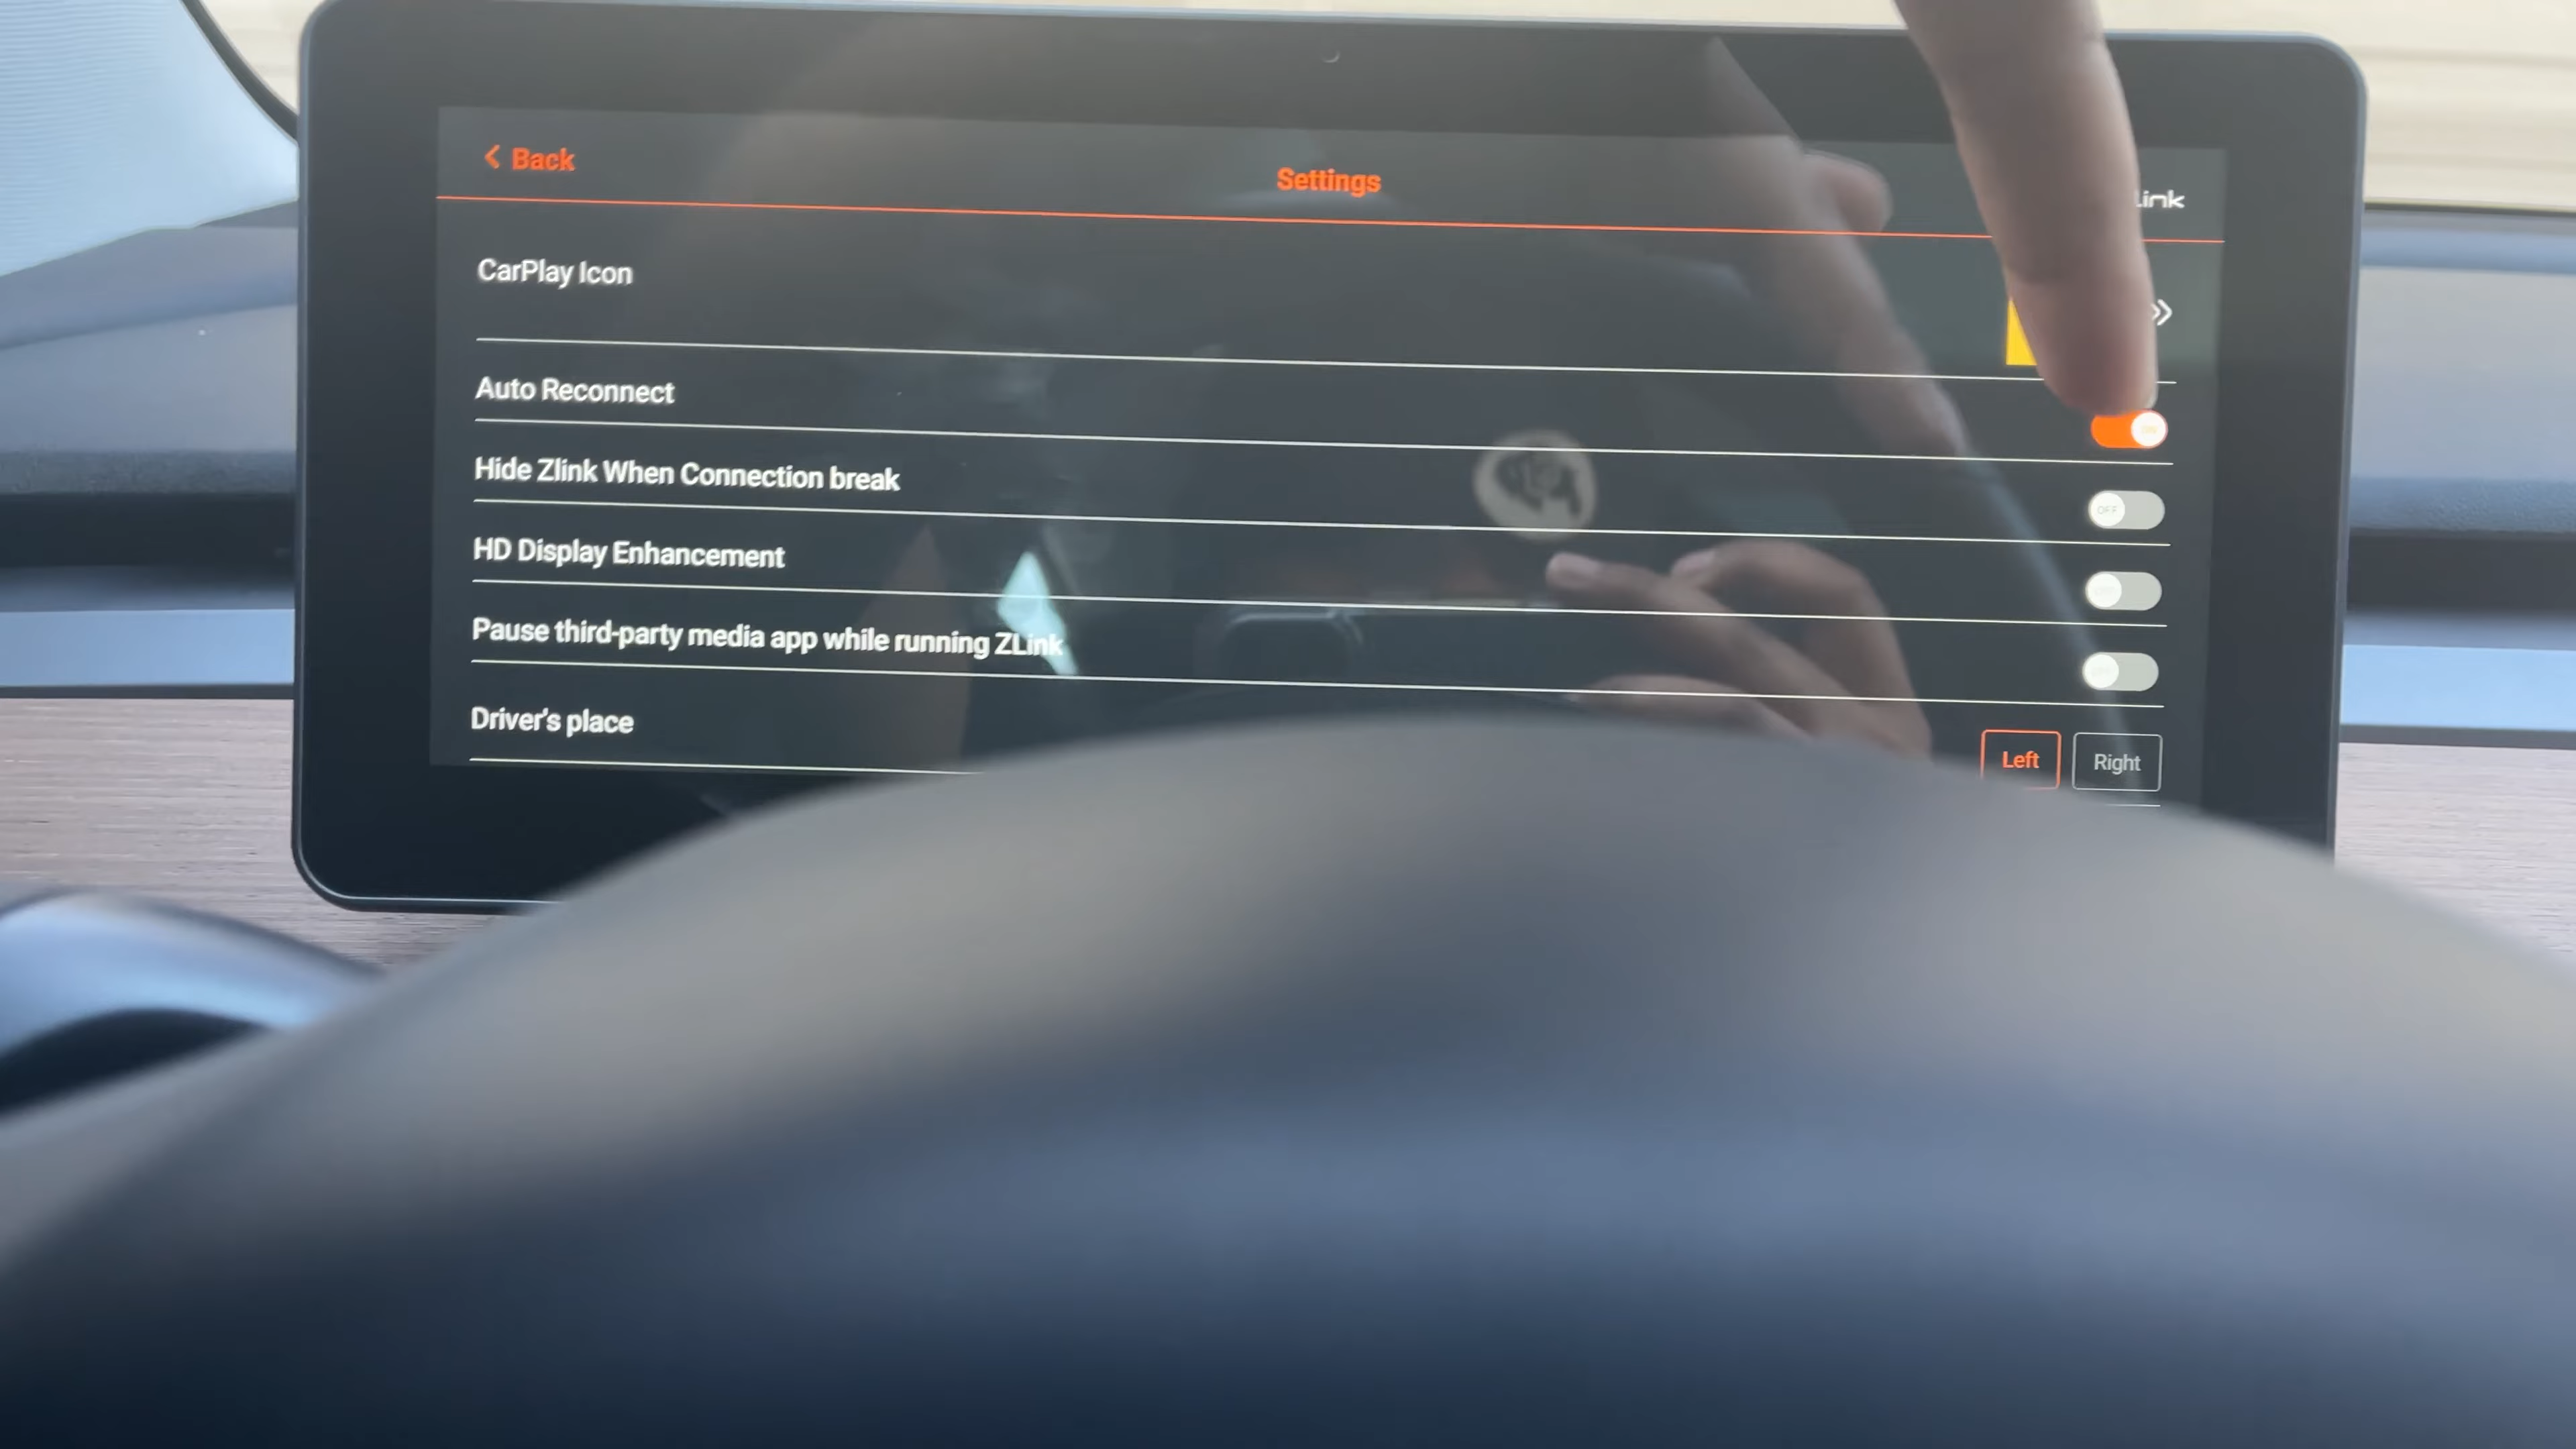 Back
Settings
Link
CarPlay Icon
Auto Reconnect
Hide Zlink When Connection break
OFF
HD Display Enhancement
Pause third-party media app while running ZLink
Driver's place
Left
Right